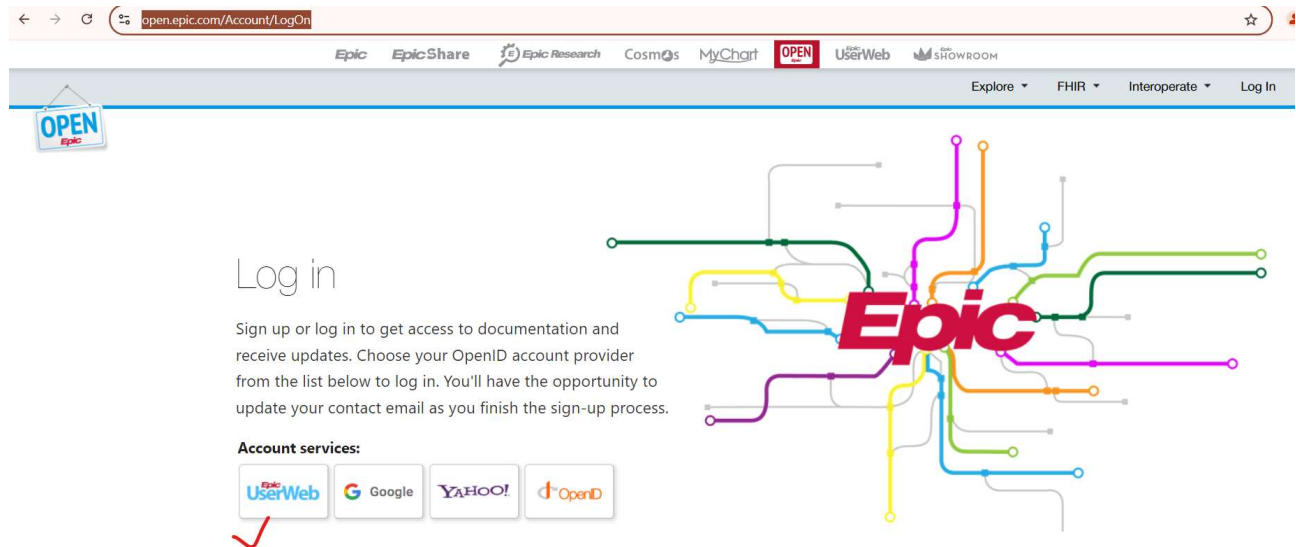 open.epic.com/Account/LogOn
Epic EpicShare Epic Research Cosmos MyChart OPEN Epic Epic UserWeb Epic SHOWROOM
Explore FHIR Interoperate Log In
OPEN
Epic
Log in
Epic
Sign up or log in to get access to documentation and
receive updates. Choose your OpenID account provider
from the list below to log in. You'll have the opportunity to
update your contact email as you finish the sign-up process.
Account services:
Epic UserWeb Google YAHOO! OpenID